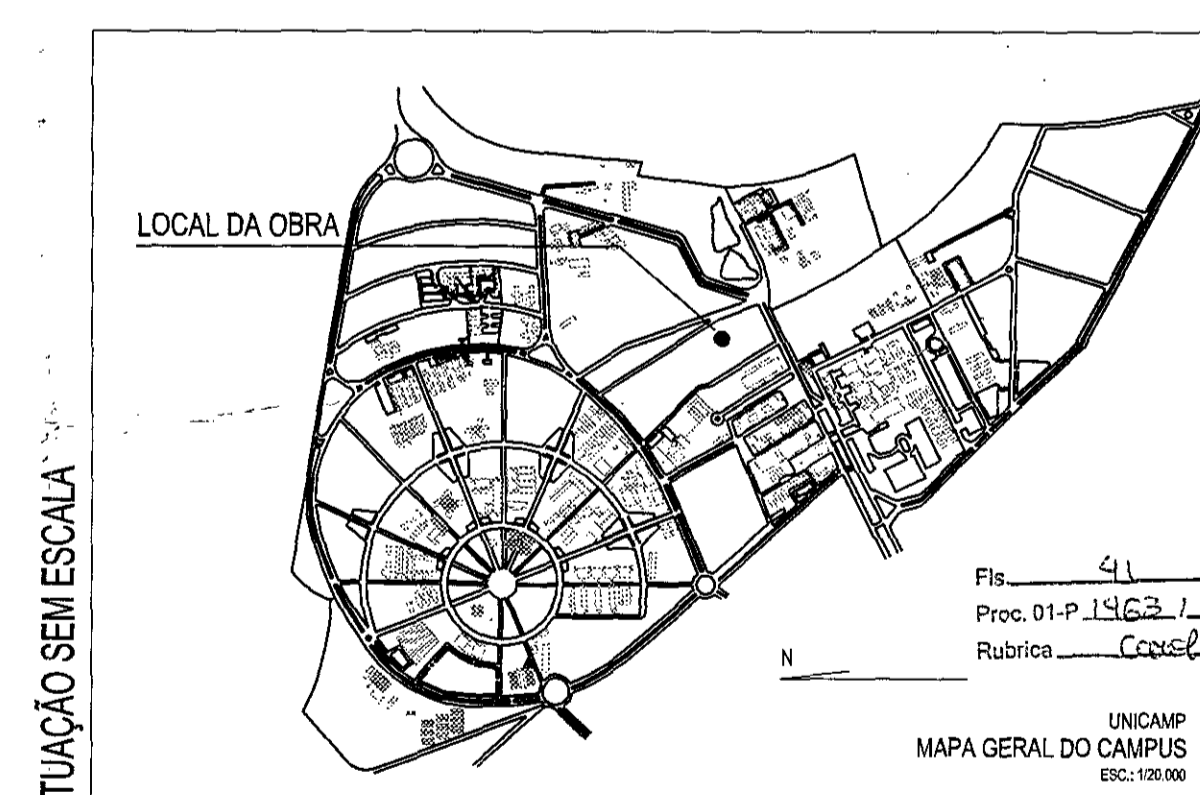 LOCAL DA OBRA
TUAÇÃO SEM ESCALA
Fls. 41
Proc. 01-P 1463 /
Rubrica
N
UNICAMP
MAPA GERAL DO CAMPUS
ESC.: 1/20.000